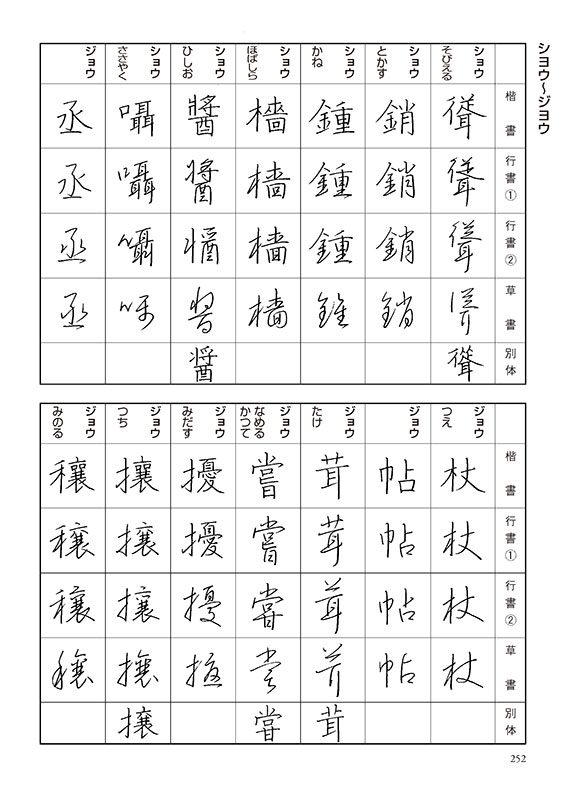 ショウ～ジョウ
楷書
行書①
行書②
草書
別体
ショウ
そびえる
聳
聳
聳
聳
聳
ショウ
とかす
銷
銷
銷
銷
ショウ
かね
鍾
鍾
鍾
鍾
ショウ
ほばしら
檣
檣
檣
檣
ショウ
ひしお
醬
醬
醬
醬
醬
ショウ
ささやく
囁
囁
囁
囁
ジョウ
丞
丞
丞
丞
楷書
行書①
行書②
草書
別体
ジョウ
つえ
杖
杖
杖
杖
ジョウ
帖
帖
帖
帖
ジョウ
たけ
茸
茸
茸
茸
茸
ジョウ
なめる
かつて
嘗
嘗
嘗
嘗
嘗
ジョウ
みだす
擾
擾
擾
擾
ジョウ
つち
攘
攘
攘
攘
攘
ジョウ
みのる
穰
穰
穰
穰
252